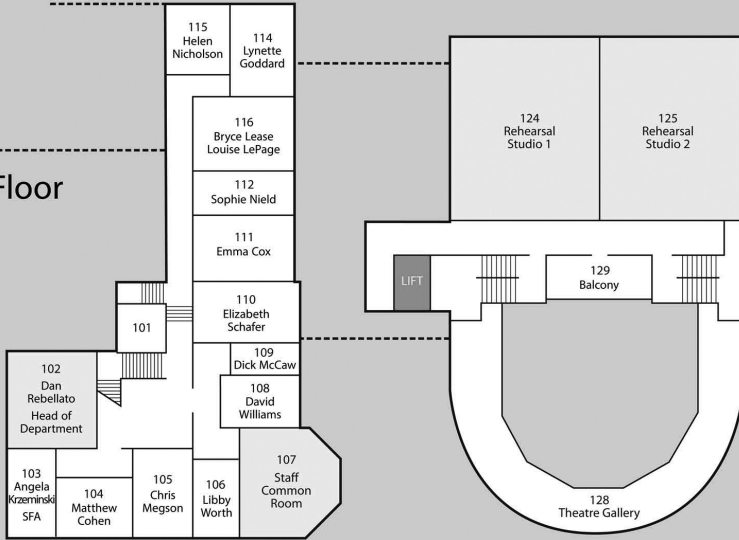 115
Helen
Nicholson
114
Lynette
Goddard
116
Bryce Lease
Louise LePage
112
Sophie Nield
Floor
111
Emma Cox
110
Elizabeth
Schafer
101
109
Dick McCaw
102
Dan
Rebellato
Head of
Department
108
David
Williams
103
Angela
Krzeminski
SFA
104
Matthew
Cohen
105
Chris
Megson
106
Libby
Worth
107
Staff
Common
Room
124
Rehearsal
Studio 1
125
Rehearsal
Studio 2
LIFT
129
Balcony
128
Theatre Gallery